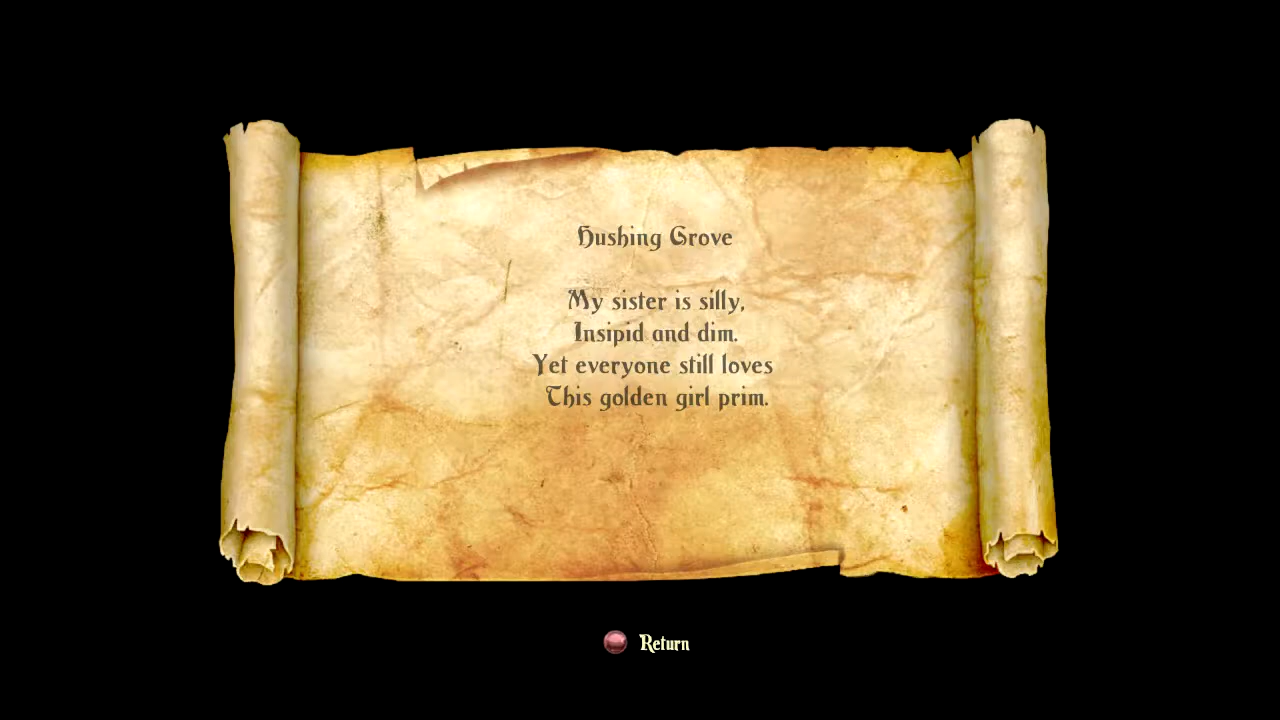 Hushing Grove
My sister is silly,
Insipid and dim.
Yet everyone still loves
This golden girl prim.
Return